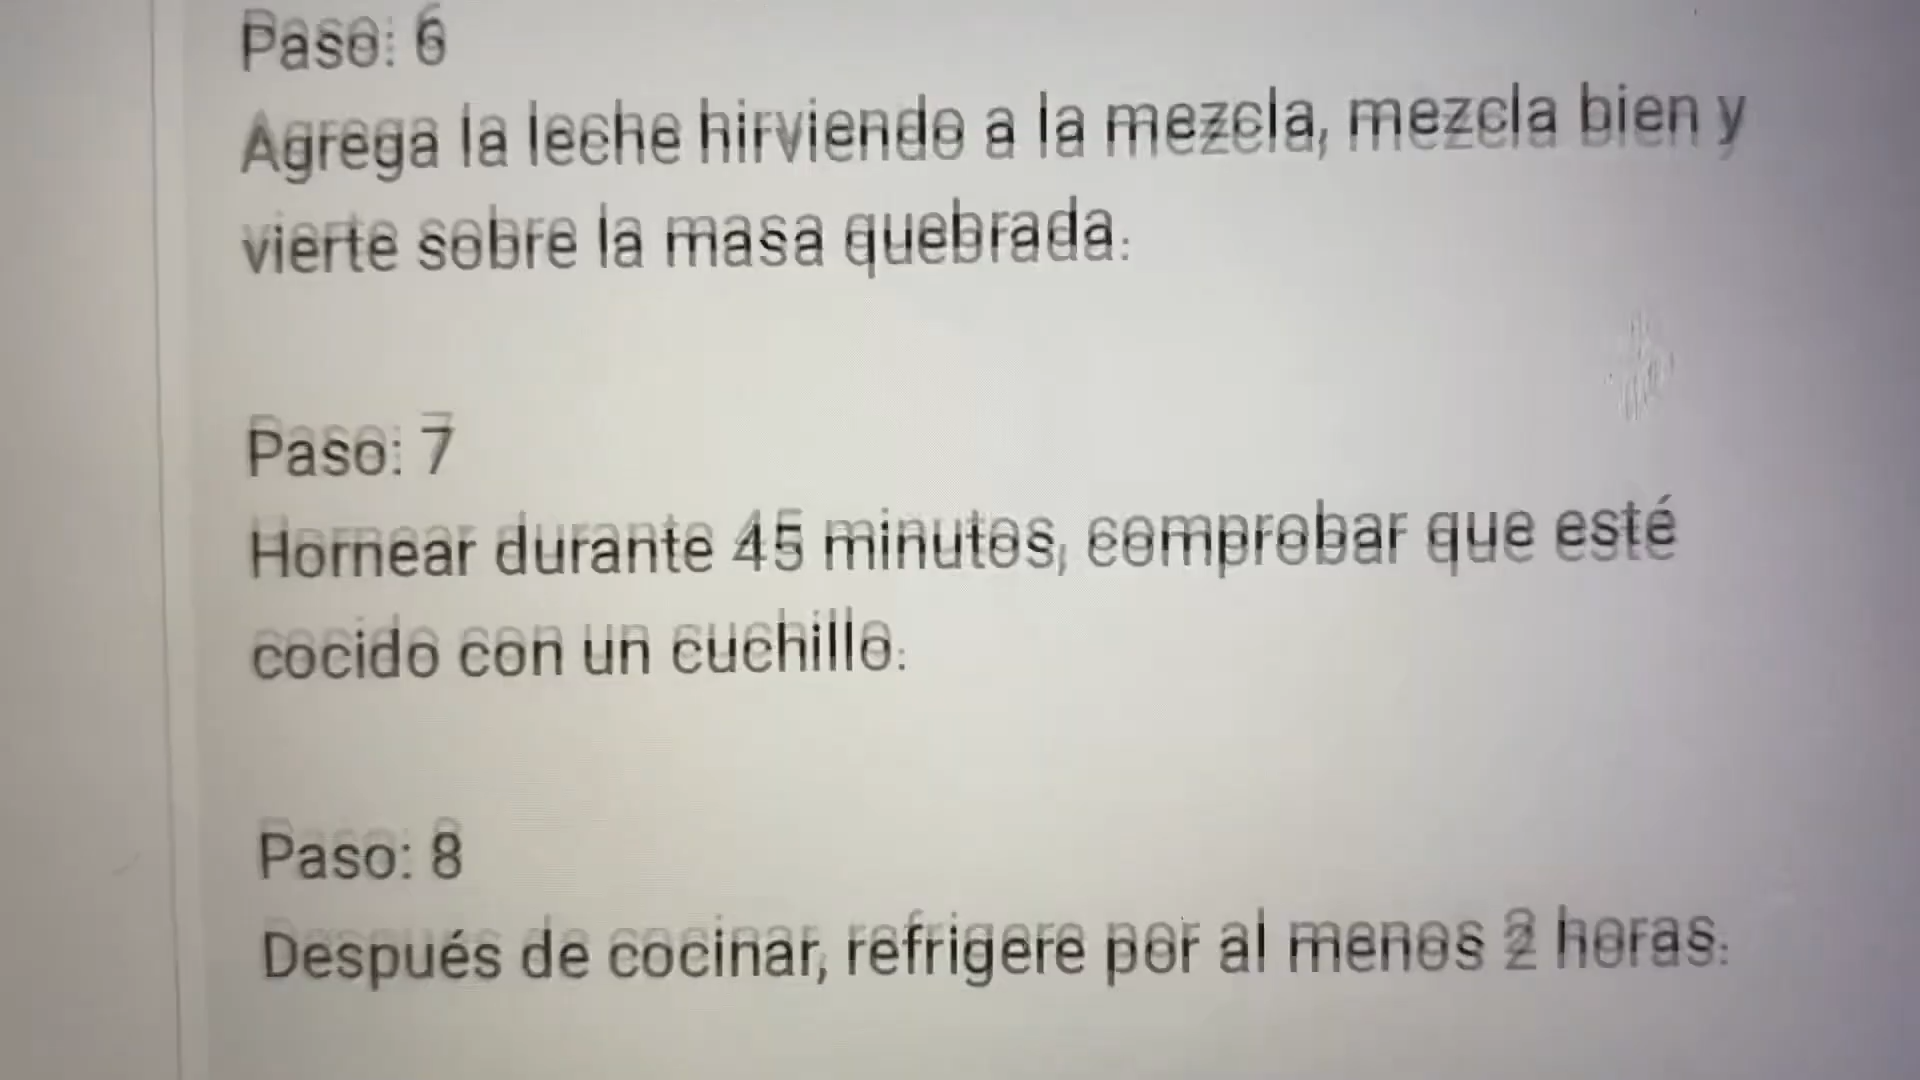 Paso: 6
Agrega la leche hirviendo a la mezcla, mezcla bien y
vierte sobre la masa quebrada.
Paso: 7
Hornear durante 45 minutos, comprobar que esté
cocido con un cuchillo.
Paso: 8
Después de cocinar, refrigere por al menos 2 horas.